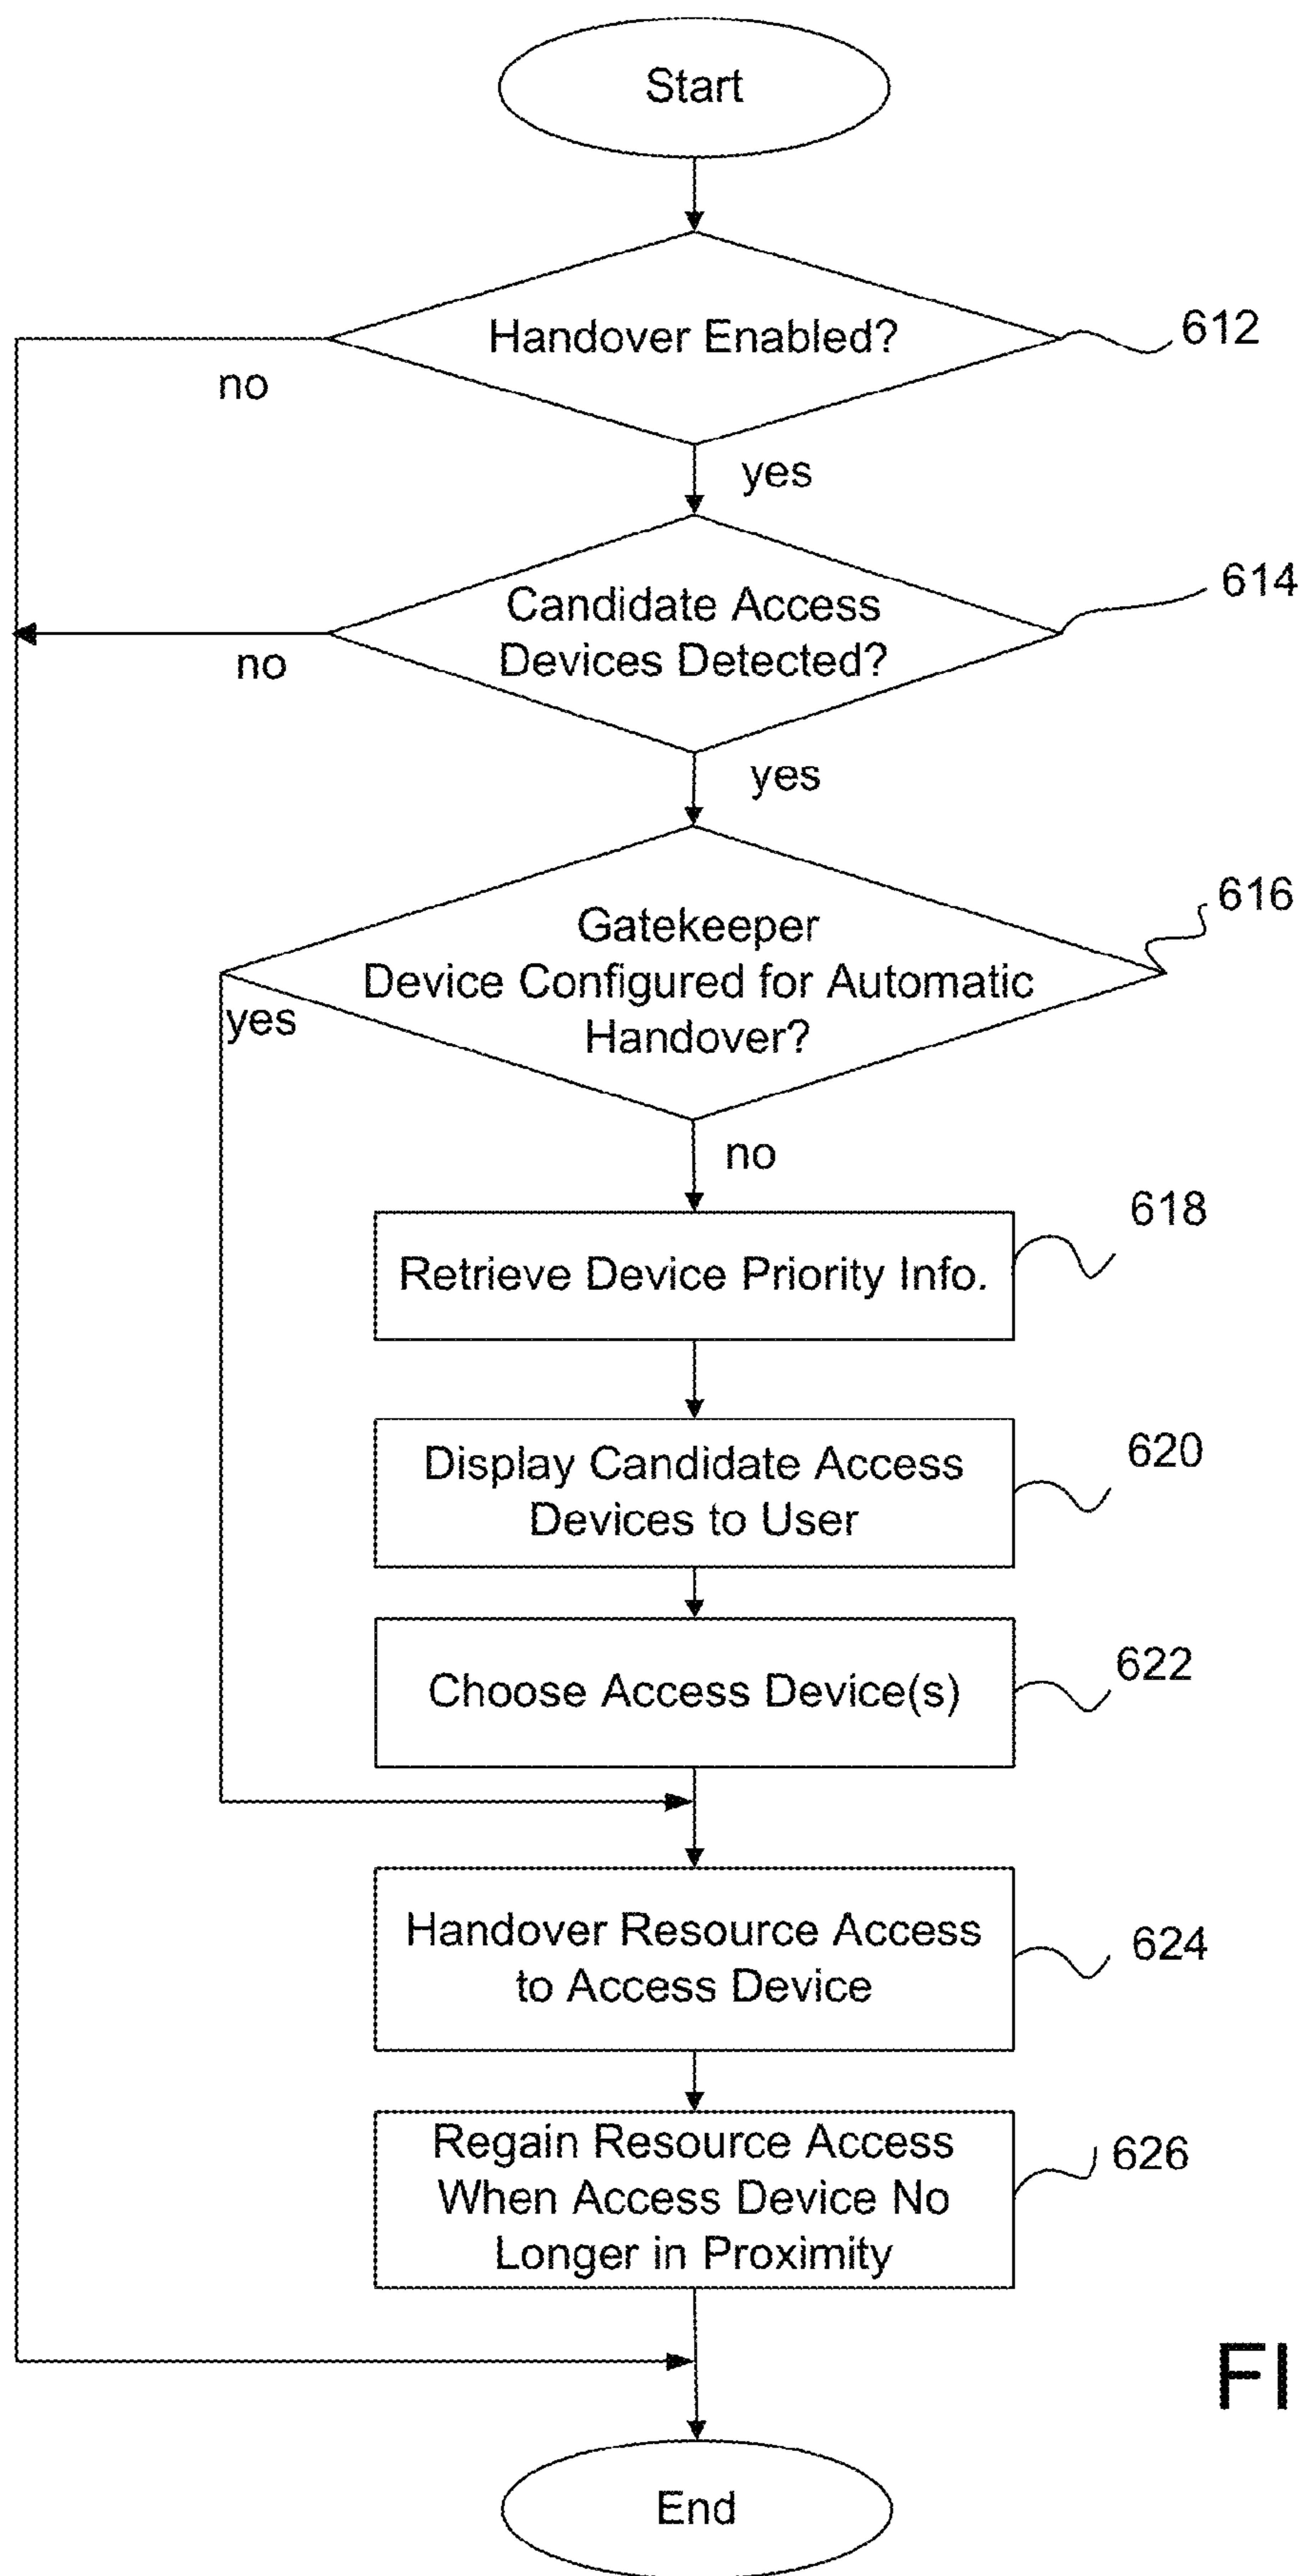 Start
Handover Enabled?
612
no
yes
Candidate Access
Devices Detected?
614
no
yes
Gatekeeper
Device Configured for Automatic
Handover?
616
yes
no
Retrieve Device Priority Info.
618
Display Candidate Access
Devices to User
620
Choose Access Device(s)
622
Handover Resource Access
to Access Device
624
Regain Resource Access
When Access Device No
Longer in Proximity
626
FI
End